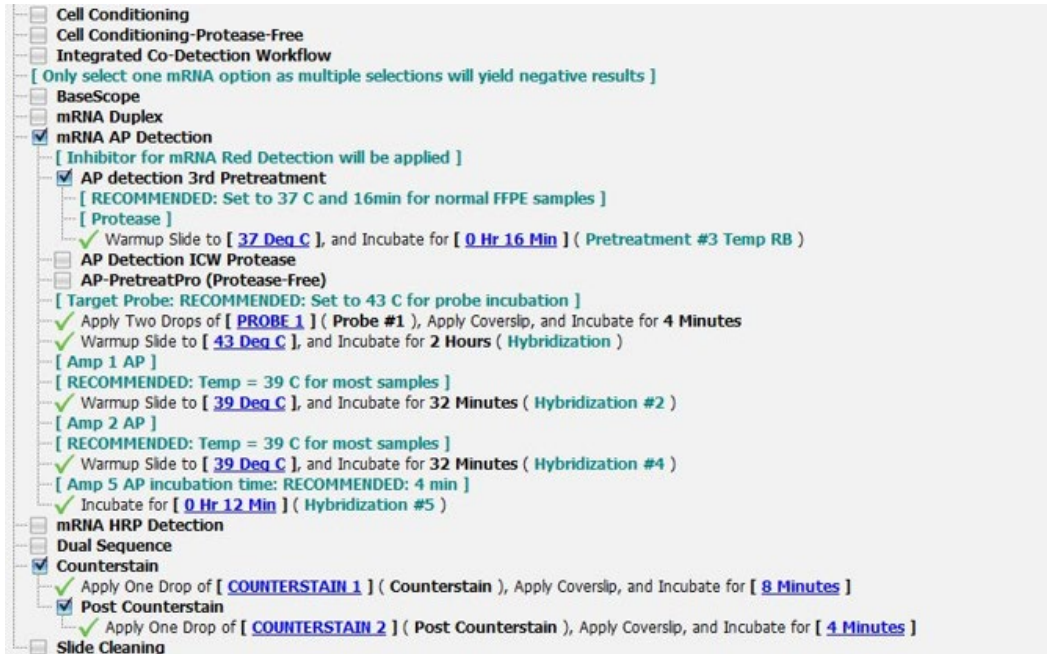 Cell Conditioning
Cell Conditioning-Protease-Free
Integrated Co-Detection Workflow
[ Only select one mRNA option as multiple selections will yield negative results ]
BaseScope
mRNA Duplex
mRNA AP Detection
[ Inhibitor for mRNA Red Detection will be applied ]
AP detection 3rd Pretreatment
[ RECOMMENDED: Set to 37 C and 16min for normal FFPE samples ]
[ Protease ]
Warmup Slide to [ 37 Deg C ], and Incubate for [ 0 Hr 16 Min ] ( Pretreatment #3 Temp RB )
AP Detection ICW Protease
AP-PretreatPro (Protease-Free)
[ Target Probe: RECOMMENDED: Set to 43 C for probe incubation ]
Apply Two Drops of [ PROBE 1 ] ( Probe #1 ), Apply Coverslip, and Incubate for 4 Minutes
Warmup Slide to [ 43 Deg C ], and Incubate for 2 Hours ( Hybridization )
[ Amp 1 AP ]
[ RECOMMENDED: Temp = 39 C for most samples ]
Warmup Slide to [ 39 Deg C ], and Incubate for 32 Minutes ( Hybridization #2 )
[ Amp 2 AP ]
[ RECOMMENDED: Temp = 39 C for most samples ]
Warmup Slide to [ 39 Deg C ], and Incubate for 32 Minutes ( Hybridization #4 )
[ Amp 5 AP incubation time: RECOMMENDED: 4 min ]
Incubate for [ 0 Hr 12 Min ] ( Hybridization #5 )
mRNA HRP Detection
Dual Sequence
Counterstain
Apply One Drop of [ COUNTERSTAIN 1 ] ( Counterstain ), Apply Coverslip, and Incubate for [ 8 Minutes ]
Post Counterstain
Apply One Drop of [ COUNTERSTAIN 2 ] ( Post Counterstain ), Apply Coverslip, and Incubate for [ 4 Minutes ]
Slide Cleaning